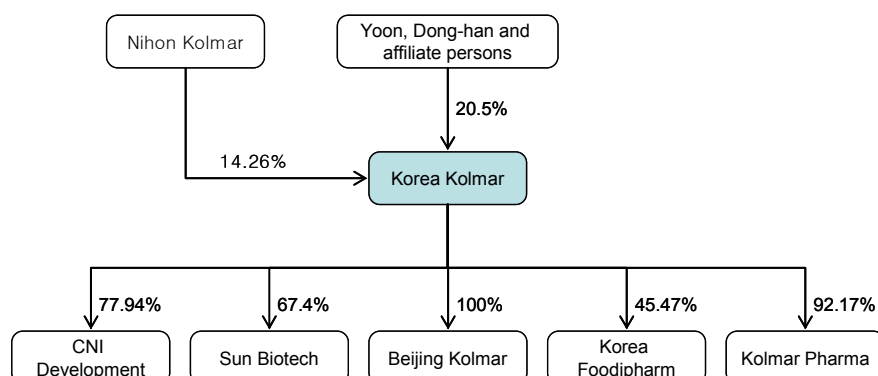 Nihon Kolmar
Yoon, Dong-han and
affiliate persons
20.5%
14.26%
Korea Kolmar
77.94%
67.4%
100%
45.47%
92.17%
CNI
Development
Sun Biotech
Beijing Kolmar
Korea
Foodipharm
Kolmar Pharma